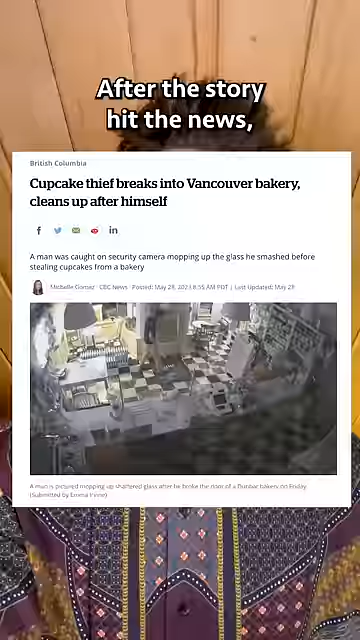 After the story
hit the news,
British Columbia
Cupcake thief breaks into Vancouver bakery,
cleans up after himself
A man was caught on security camera mopping up the glass he smashed before
stealing cupcakes from a bakery
Michelle Gomez · CBC News · Posted: May 28, 2023 8:55 AM PDT | Last Updated: May 28
A man is pictured mopping up shattered glass after he broke the door of a Dunbar bakery on Friday.
(Submitted by Emma Irvine)